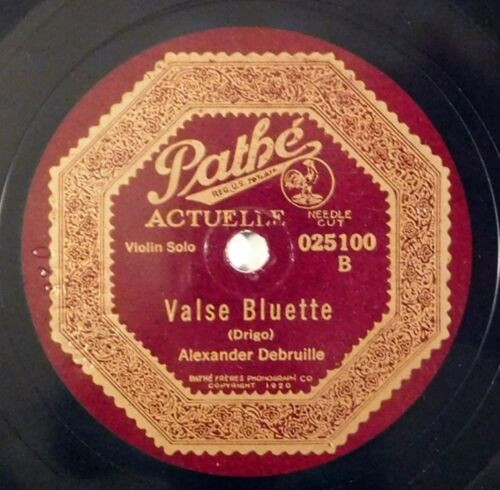 Pathé
REG. U.S. PAT. OFF.
ACTUELLE
NEEDLE
CUT
Violin Solo
025100
B
Valse Bluette
(Drigo)
Alexander Debruille
PATHÉ FRÈRES PHONOGRAPH CO
COPYRIGHT 1920